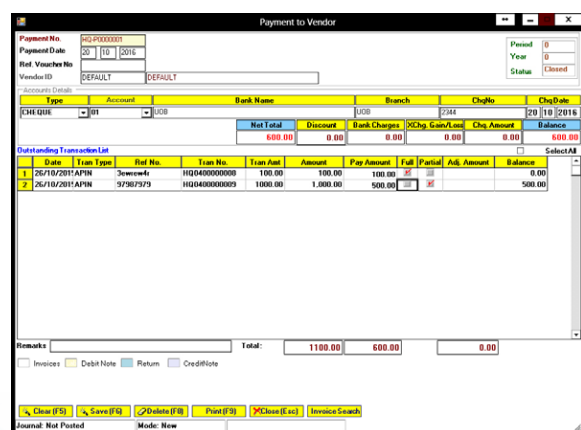 Payment to Vendor
Payment No. HQ-P0000001
Payment Date 20 10 2016
Ref. Voucher No
Vendor ID DEFAULT DEFAULT
Period 0
Year 0
Status Closed
Accounts Details
Type Account Bank Name Branch ChqNo ChqDate
CHEQUE 01 UOB UOB 2344 20 10 2016
Net Total Discount Bank Charges XChg. Gain/Loss Chq. Amount Balance
600.00 0.00 0.00 0.00 0.00 600.00
Outstanding Transaction List Select All
Date Tran Type Ref No. Tran No. Tran Amt Amount Pay Amount Full Partial Adj. Amount Balance
1 26/10/201 APIN 3ewrew4r HQ0400000008 100.00 100.00 100.00 0.00
2 26/10/201 APIN 97987979 HQ0400000009 1000.00 1,000.00 500.00 500.00
Remarks Total: 1100.00 600.00 0.00
Invoices Debit Note Return CreditNote
Clear (F5) Save (F6) Delete (F8) Print (F9) Close (Esc) Invoice Search
Journal: Not Posted Mode: New